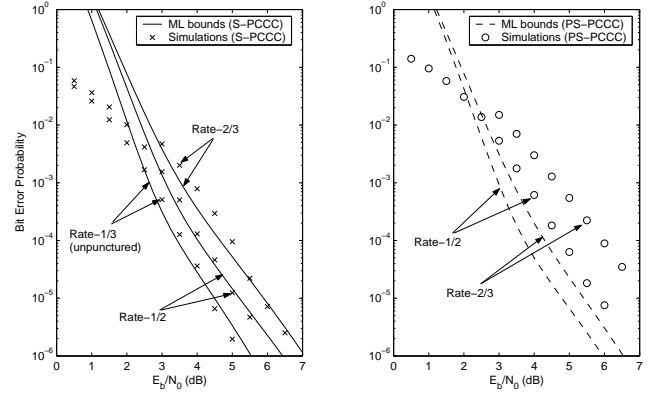 ML bounds (S−PCCC)
Simulations (S−PCCC)
Rate−2/3
Rate−1/3
(unpunctured)
Rate−1/2
Bit Error Probability
10^0
10^−1
10^−2
10^−3
10^−4
10^−5
10^−6
0 1 2 3 4 5 6 7
E_b/N_0 (dB)
ML bounds (PS−PCCC)
Simulations (PS−PCCC)
Rate−1/2
Rate−2/3
10^0
10^−1
10^−2
10^−3
10^−4
10^−5
10^−6
0 1 2 3 4 5 6 7
E_b/N_0 (dB)